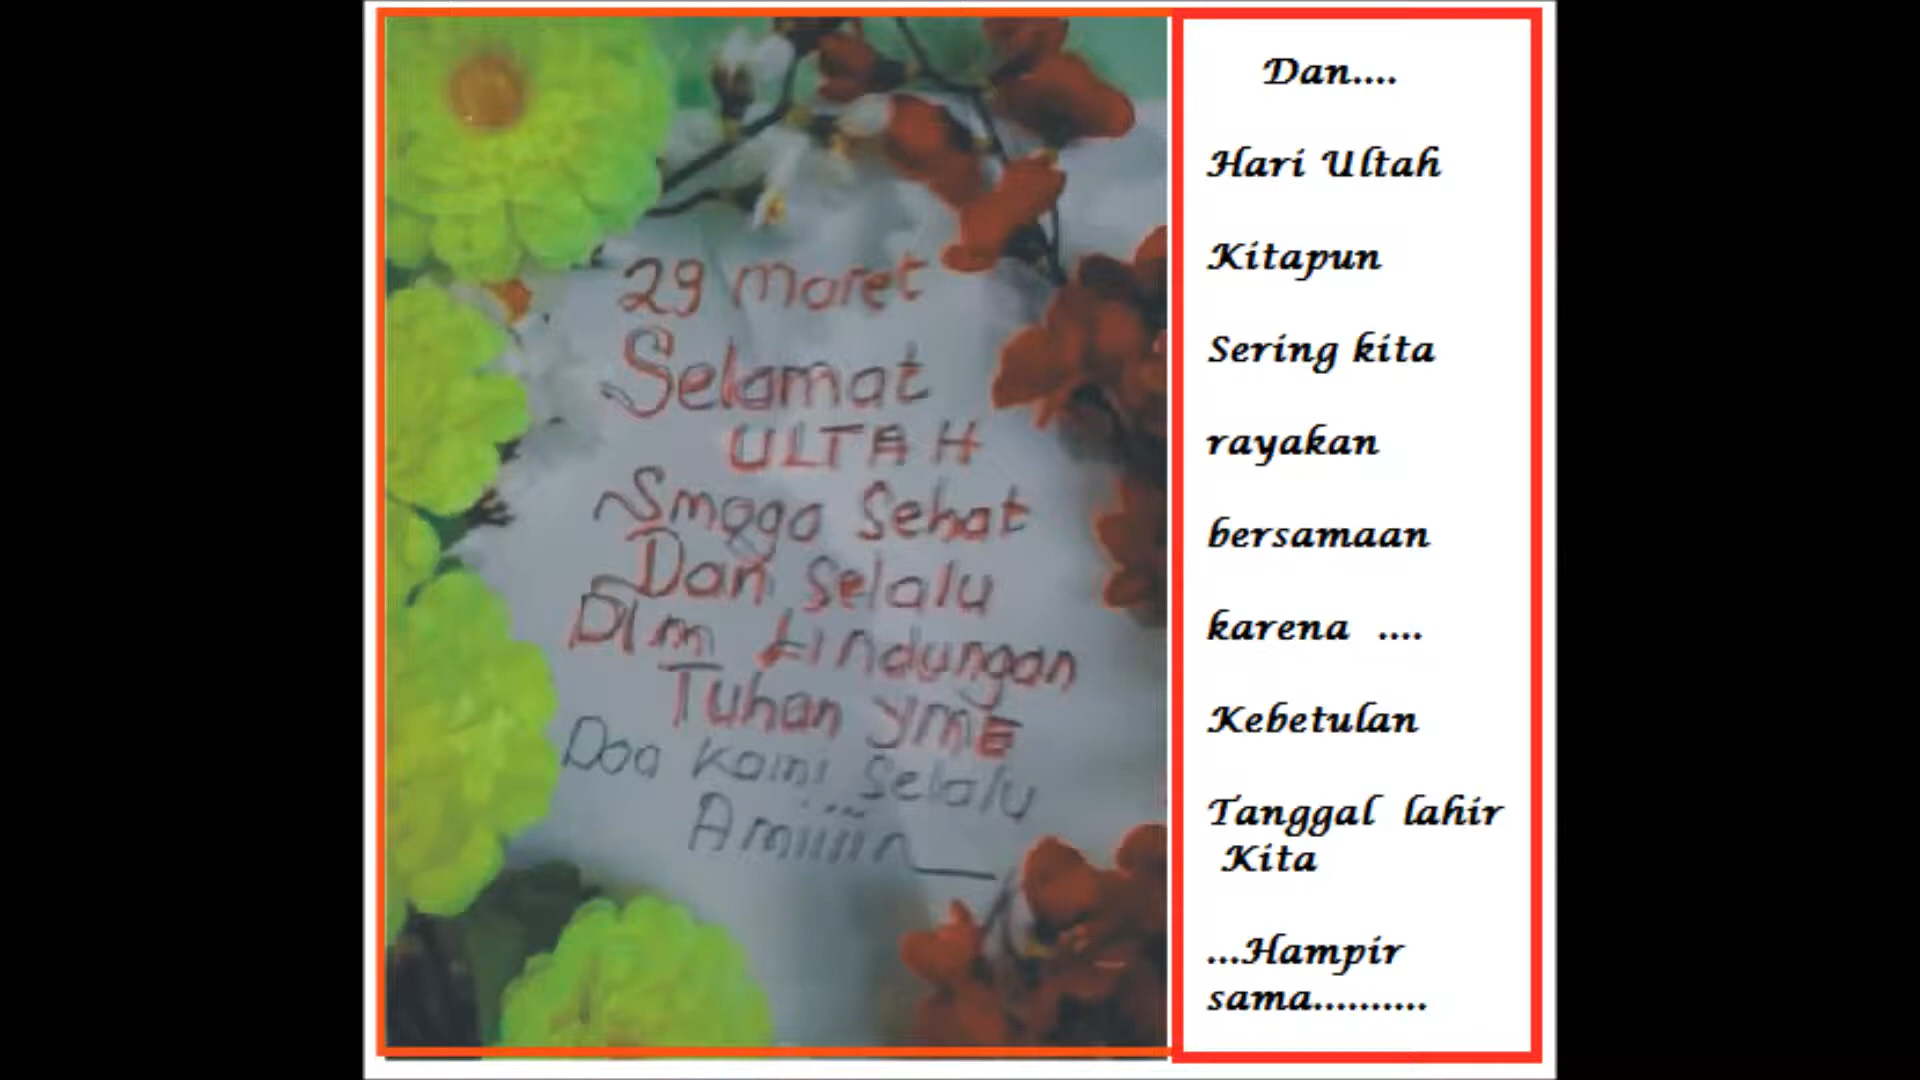 29 Maret
Selamat
ULTAH
Smoga Sehat
Dan Selalu
Dlm Lindungan
Tuhan YME
Doa Kami Selalu
Amiiiin
Dan....
Hari Ultah
Kitapun
Sering kita
rayakan
bersamaan
karena ....
Kebetulan
Tanggal lahir
Kita
...Hampir
sama..........